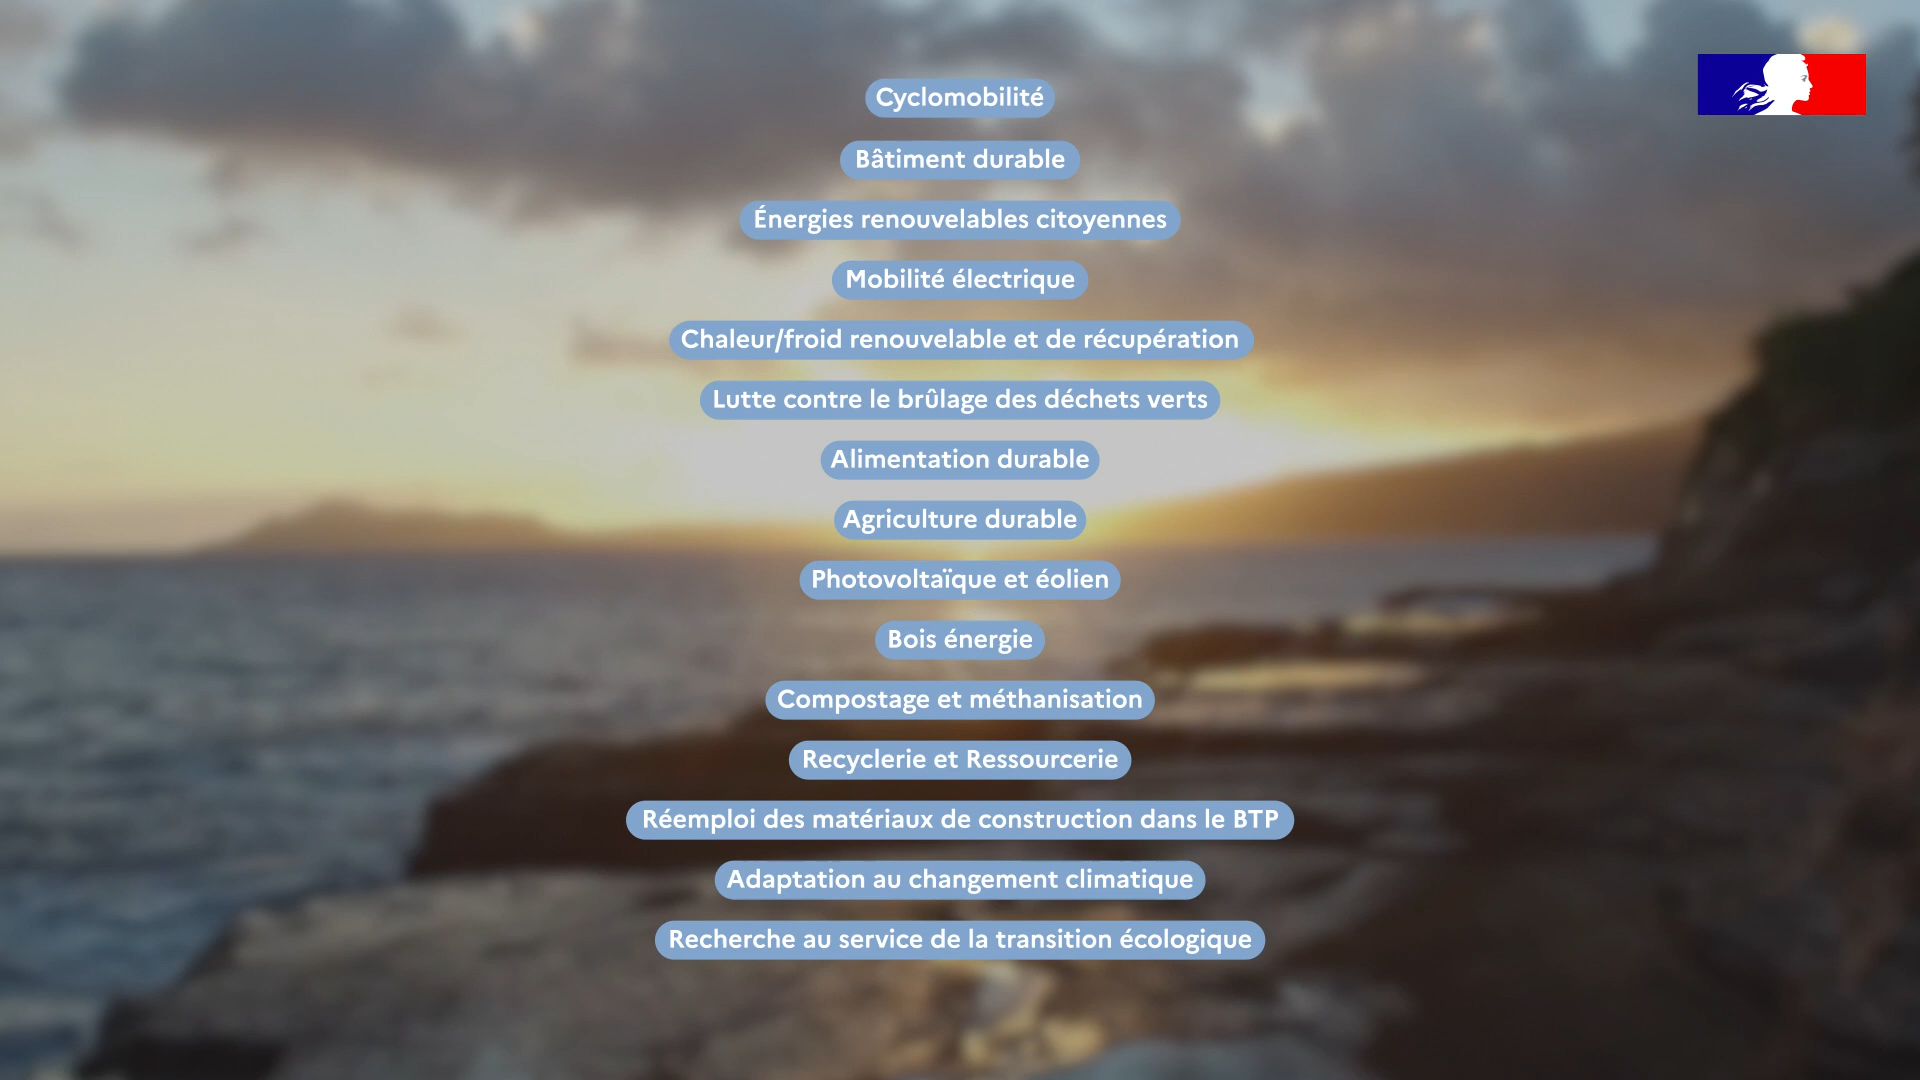 Cyclomobilité
Bâtiment durable
Énergies renouvelables citoyennes
Mobilité électrique
Chaleur/froid renouvelable et de récupération
Lutte contre le brûlage des déchets verts
Alimentation durable
Agriculture durable
Photovoltaïque et éolien
Bois énergie
Compostage et méthanisation
Recyclerie et Ressourcerie
Réemploi des matériaux de construction dans le BTP
Adaptation au changement climatique
Recherche au service de la transition écologique